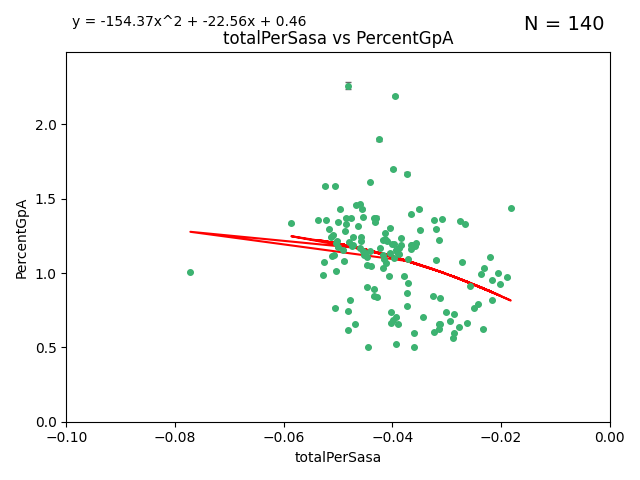 y = -154.37x^2 + -22.56x + 0.46
N = 140
totalPerSasa vs PercentGpA
PercentGpA
2.0
1.5
1.0
0.5
0.0
−0.10 −0.08 −0.06 −0.04 −0.02 0.00
totalPerSasa